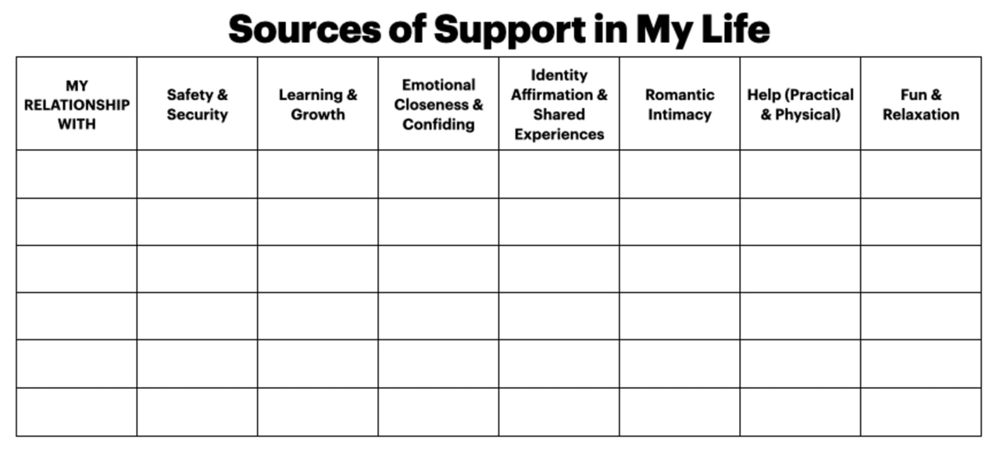 Sources of Support in My Life
MY
RELATIONSHIP
WITH
Safety &
Security
Learning &
Growth
Emotional
Closeness &
Confiding
Identity
Affirmation &
Shared
Experiences
Romantic
Intimacy
Help (Practical
& Physical)
Fun &
Relaxation